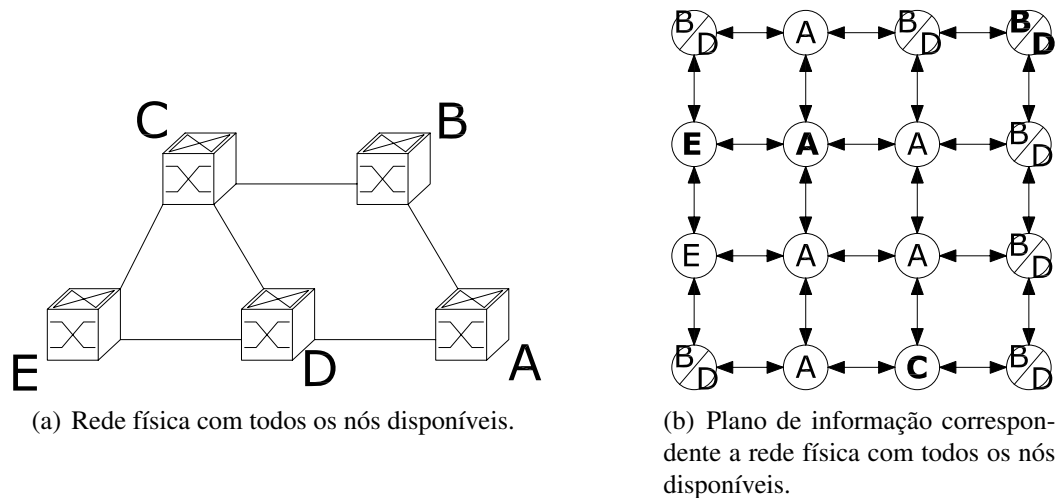 C
B
E
D
A
(a) Rede física com todos os nós disponíveis.
B D A B D B D
E A A B D
E A A B D
B D A C B D
(b) Plano de informação correspon-
dente a rede física com todos os nós
disponíveis.